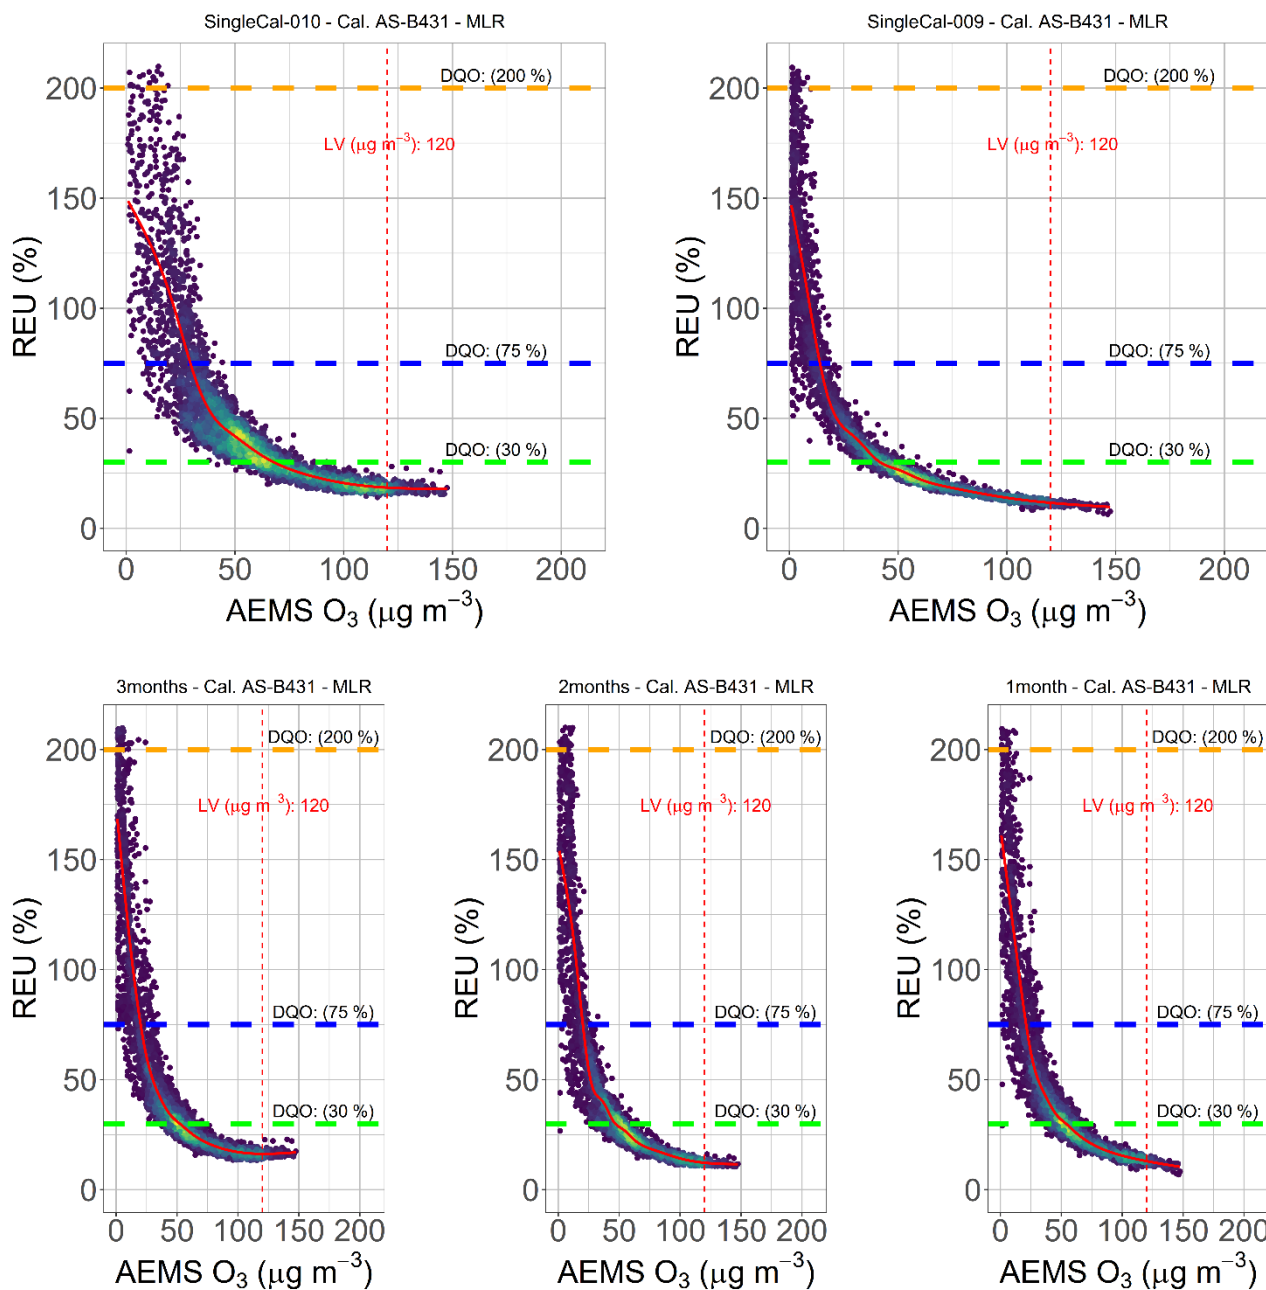 SingleCal-010 - Cal. AS-B431 - MLR
DQO: (200 %)
LV (μg m⁻³): 120
DQO: (75 %)
DQO: (30 %)
200
150
100
50
0
REU (%)
0 50 100 150 200
AEMS O₃ (μg m⁻³)
SingleCal-009 - Cal. AS-B431 - MLR
DQO: (200 %)
LV (μg m⁻³): 120
DQO: (75 %)
DQO: (30 %)
200
150
100
50
0
REU (%)
0 50 100 150 200
AEMS O₃ (μg m⁻³)
3months - Cal. AS-B431 - MLR
DQO: (200 %)
LV (μg m⁻³): 120
DQO: (75 %)
DQO: (30 %)
200
150
100
50
0
REU (%)
0 50 100 150 200
AEMS O₃ (μg m⁻³)
2months - Cal. AS-B431 - MLR
DQO: (200 %)
LV (μg m⁻³): 120
DQO: (75 %)
DQO: (30 %)
200
150
100
50
0
REU (%)
0 50 100 150 200
AEMS O₃ (μg m⁻³)
1month - Cal. AS-B431 - MLR
DQO: (200 %)
LV (μg m⁻³): 120
DQO: (75 %)
DQO: (30 %)
200
150
100
50
0
REU (%)
0 50 100 150 200
AEMS O₃ (μg m⁻³)